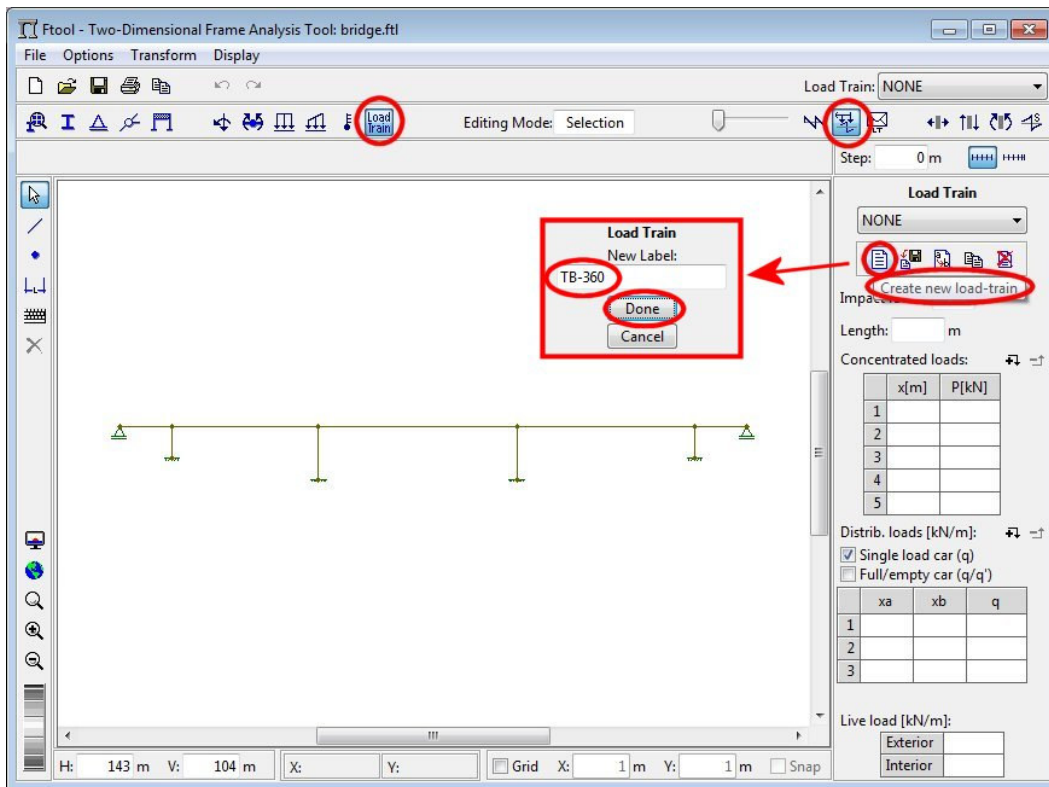 Ftool - Two-Dimensional Frame Analysis Tool: bridge.ftl
File Options Transform Display
Load Train: NONE
Load Train
Editing Mode: Selection
Step: 0 m
Load Train
NONE
Create new load-train
Impact
Length: m
Concentrated loads:
x[m] P[kN]
1
2
3
4
5
Distrib. loads [kN/m]:
Single load car (q)
Full/empty car (q/q')
xa xb q
1
2
3
Live load [kN/m]:
Exterior
Interior
Load Train
New Label:
TB-360
Done
Cancel
H: 143 m V: 104 m X: Y: Grid X: 1 m Y: 1 m Snap